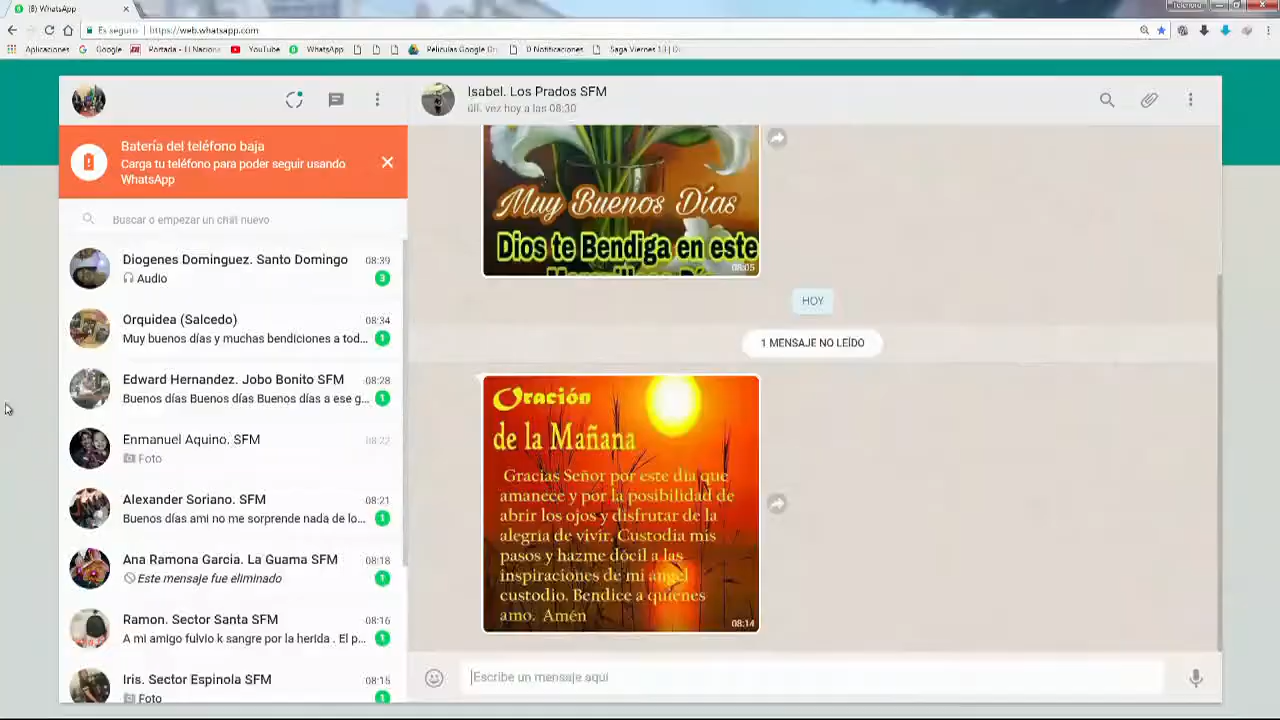 (8) WhatsApp
Es seguro
https://web.whatsapp.com
Aplicaciones
Google
YouTube
WhatsApp
0 Notificaciones
Isabel. Los Prados SFM
últ. vez hoy a las 08:30
Batería del teléfono baja
Carga tu teléfono para poder seguir usando
WhatsApp
Buscar o empezar un chat nuevo
Diogenes Dominguez. Santo Domingo
08:39
Audio
3
Orquidea (Salcedo)
08:34
Muy buenos días y muchas bendiciones a tod...
1
Edward Hernandez. Jobo Bonito SFM
08:28
Buenos días Buenos días Buenos días a ese g...
1
Enmanuel Aquino. SFM
08:22
Foto
Alexander Soriano. SFM
08:21
Buenos días ami no me sorprende nada de lo...
1
Ana Ramona Garcia. La Guama SFM
08:18
Este mensaje fue eliminado
1
Ramon. Sector Santa SFM
08:16
A mi amigo fulvio k sangre por la herida . El p...
1
Iris. Sector Espinola SFM
08:15
Foto
1
Muy Buenos Días
Dios te Bendiga en este
08:05
HOY
1 MENSAJE NO LEÍDO
Oración
de la Mañana
Gracias Señor por este dia que
amanece y por la posibilidad de
abrir los ojos y disfrutar de la
alegria de vivir. Custodia mis
pasos y hazme dócil a las
inspiraciones de mi angel
custodio. Bendice a quienes
amo. Amén
08:14
Escribe un mensaje aquí